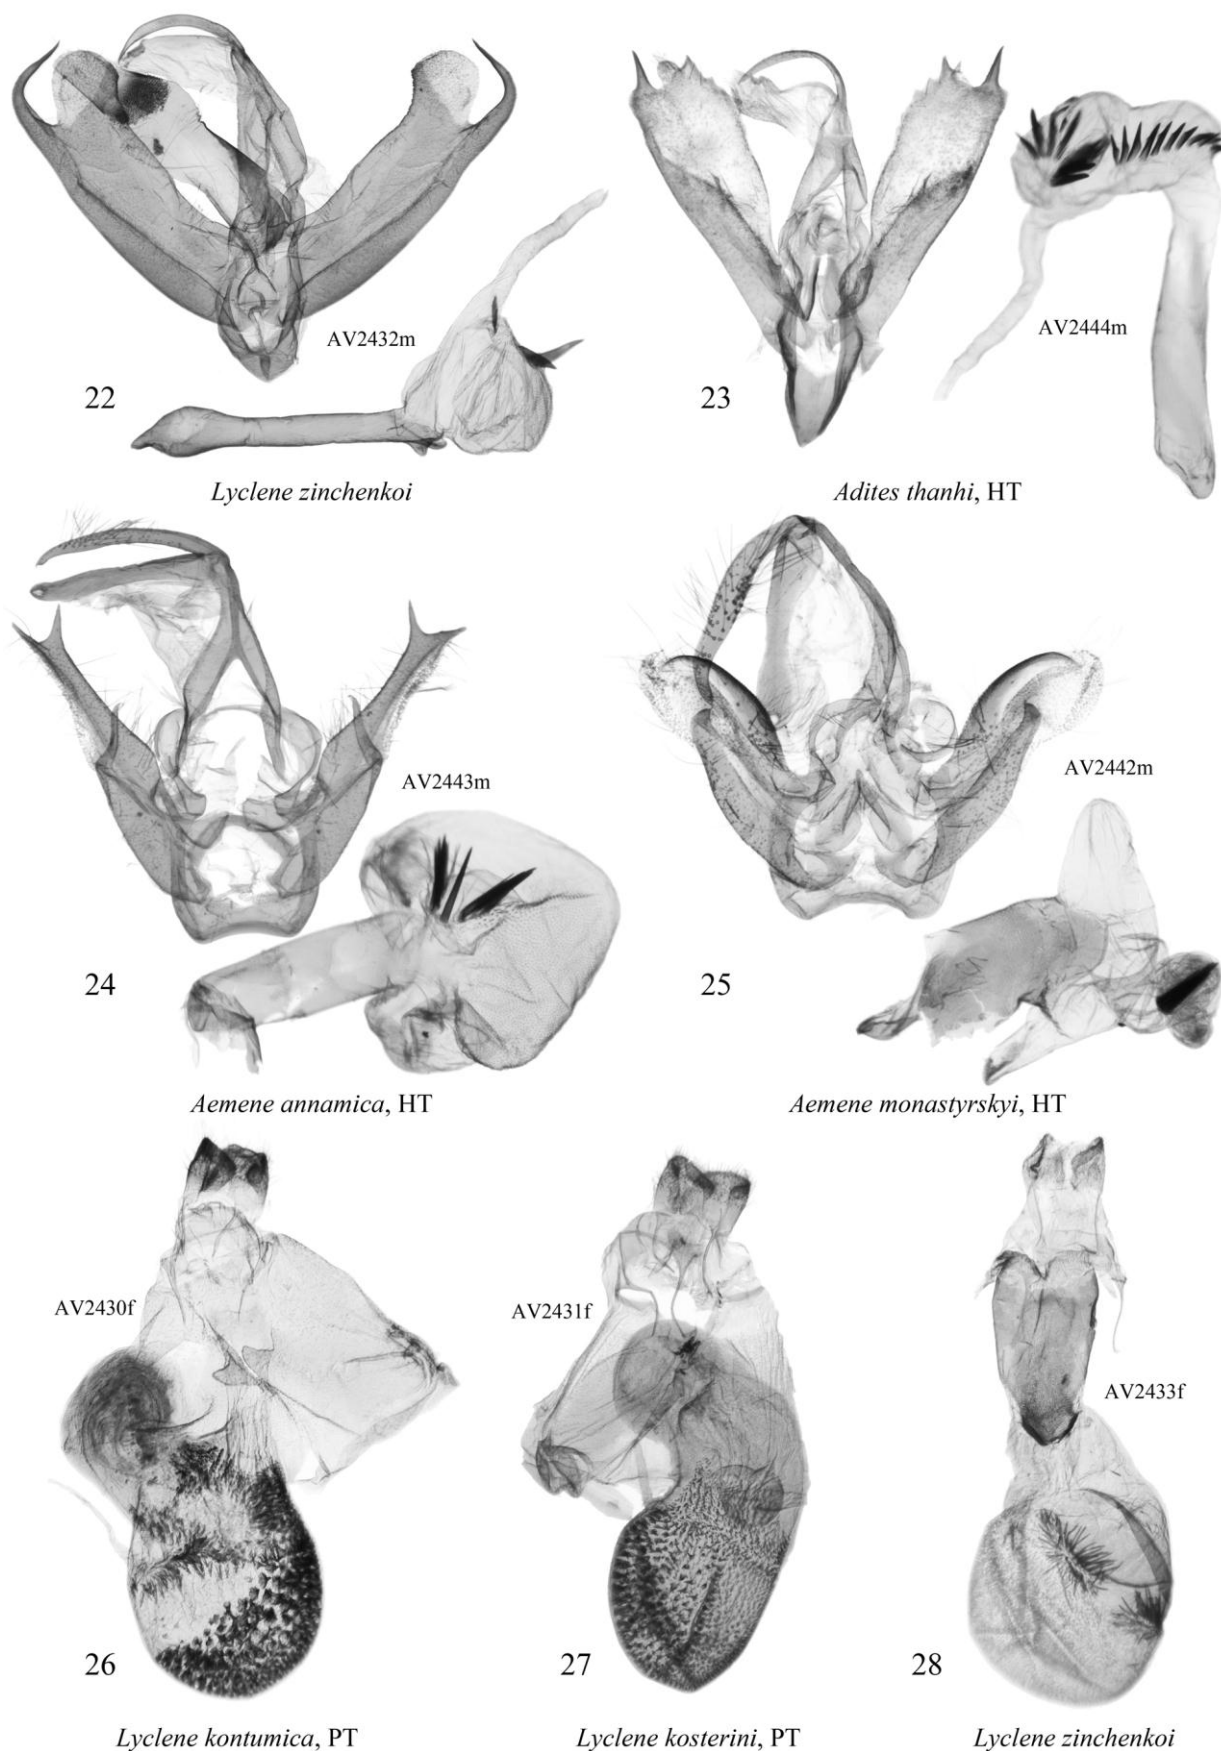 AV2432m
22
Lyclene zinchenkoi
AV2444m
23
Adites thanhi, HT
AV2443m
24
Aemene annamica, HT
AV2442m
25
Aemene monastyrskyi, HT
AV2430f
26
Lyclene kontumica, PT
AV2431f
27
Lyclene kosterini, PT
AV2433f
28
Lyclene zinchenkoi